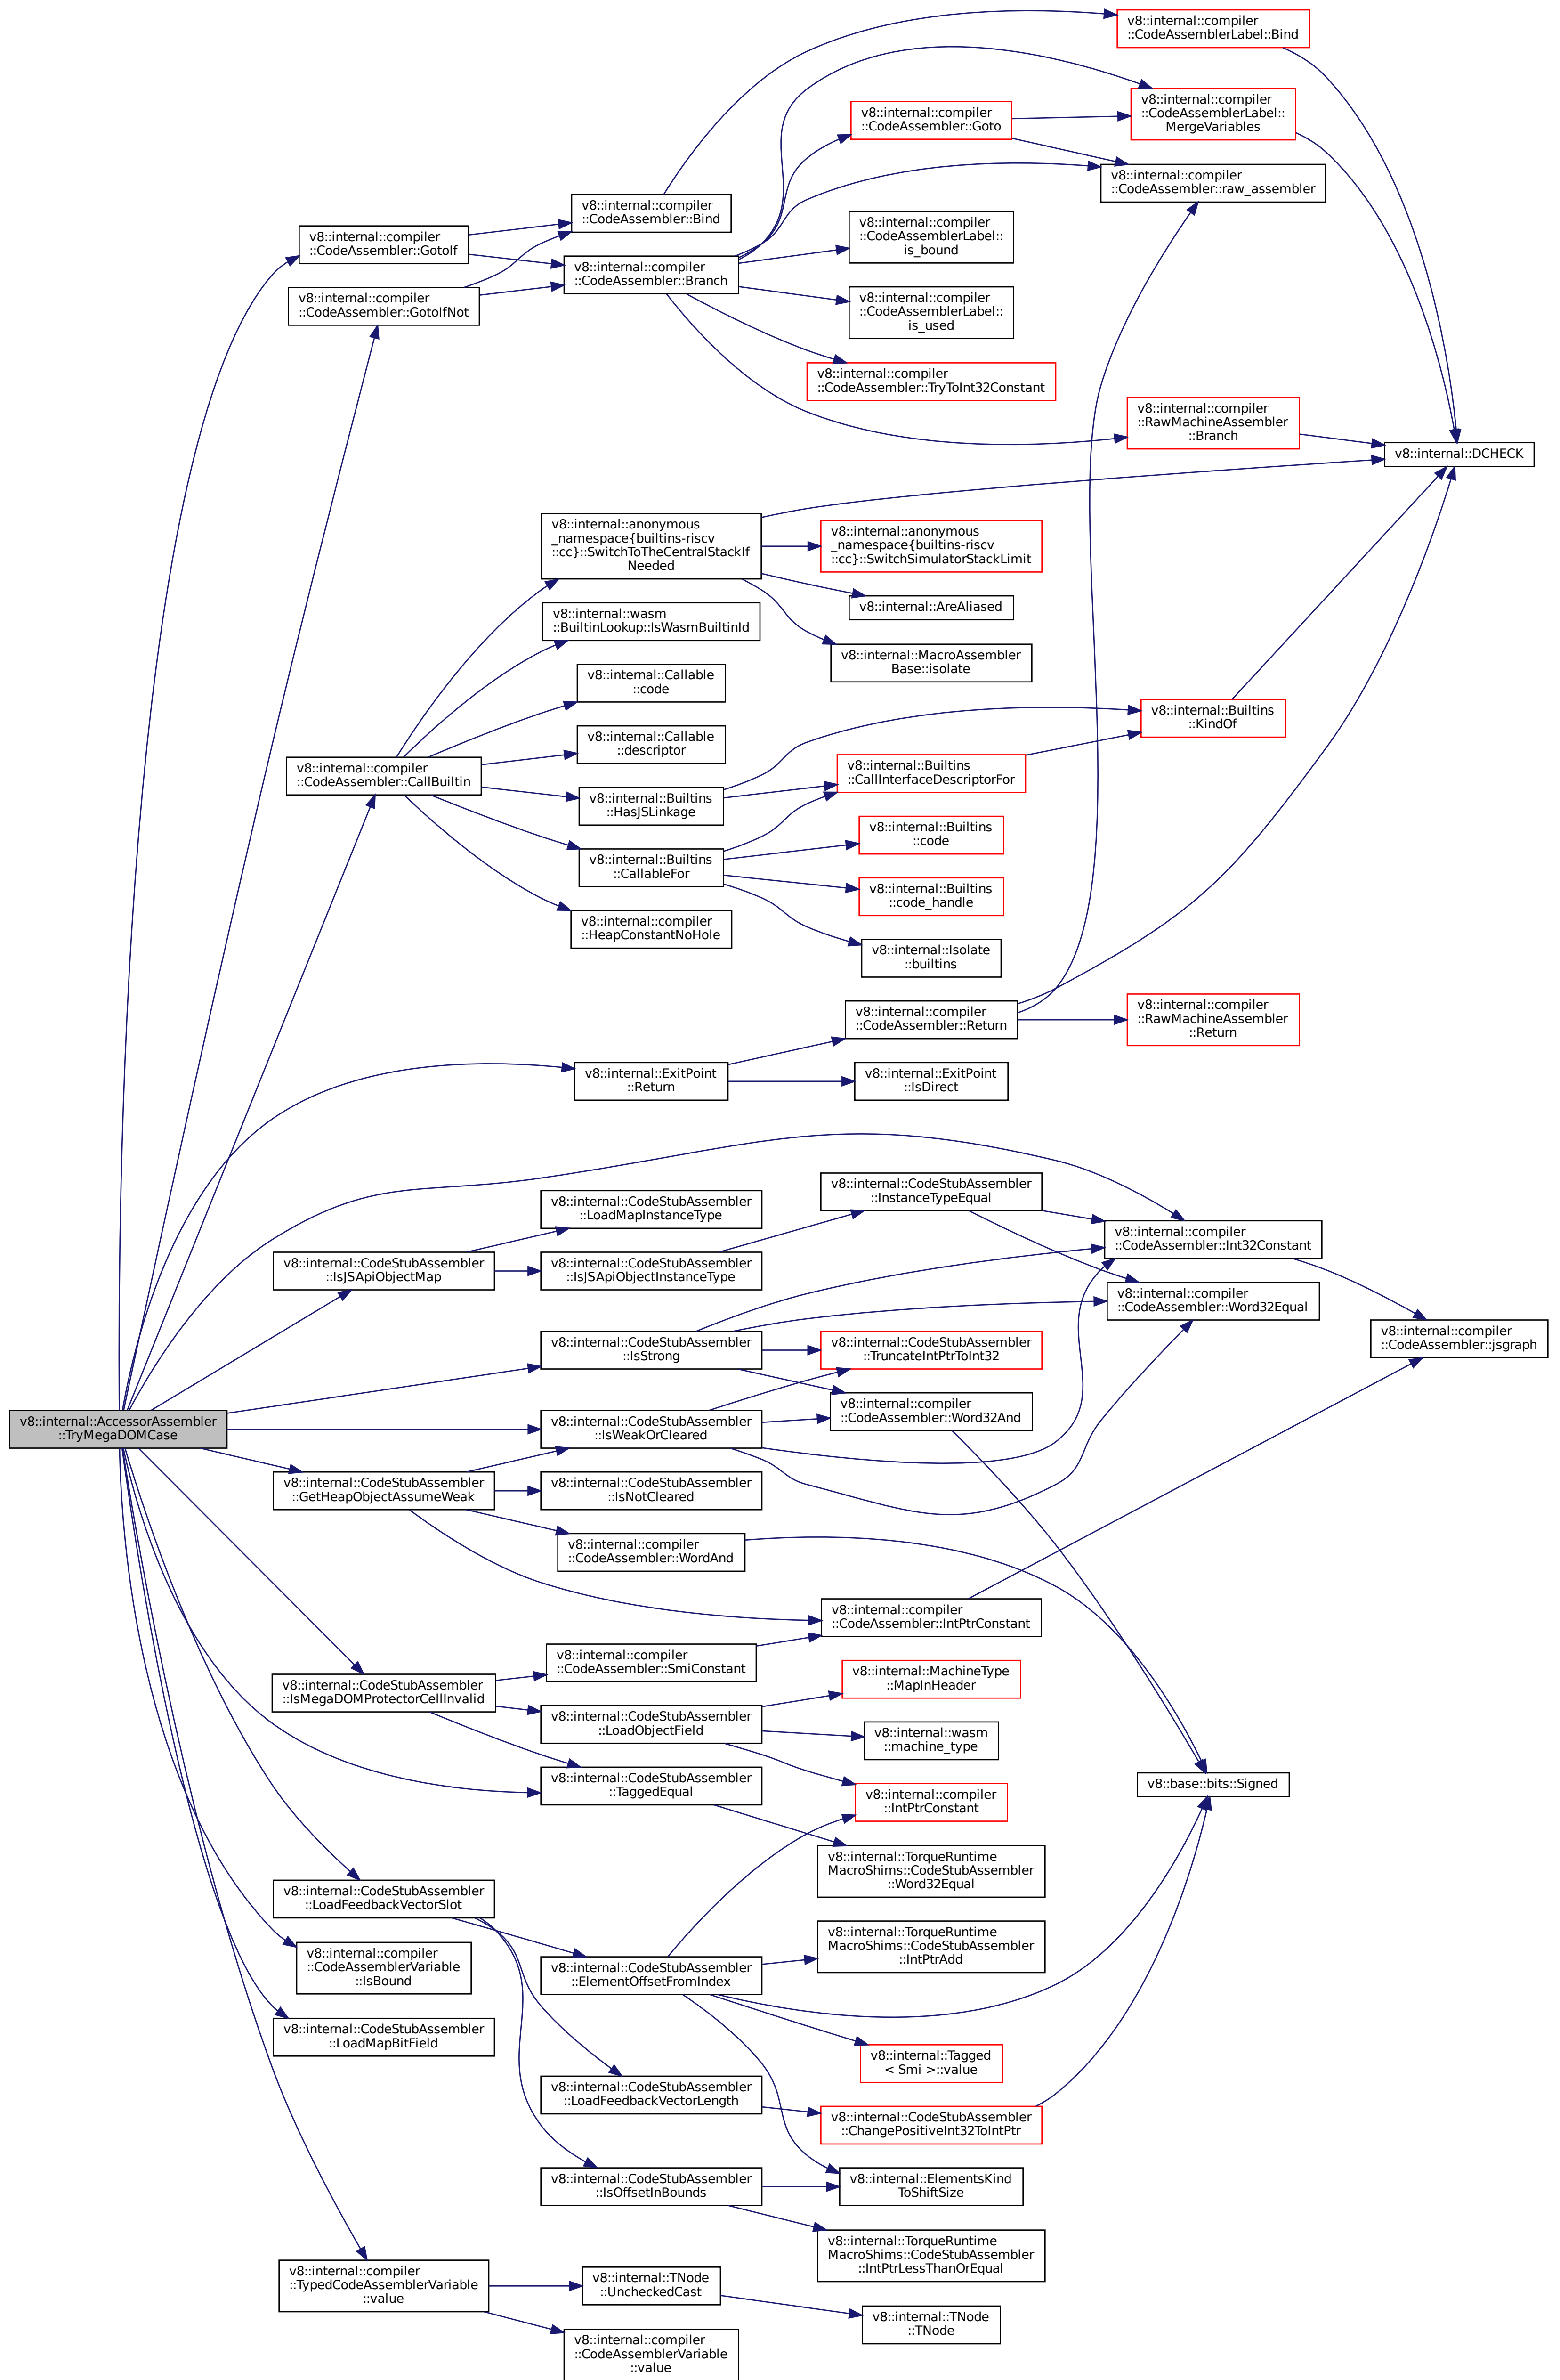 v8::internal::compiler
::CodeAssemblerLabel::Bind
v8::internal::compiler
::CodeAssemblerLabel::
MergeVariables
v8::internal::compiler
::CodeAssembler::Goto
v8::internal::compiler
::CodeAssembler::raw_assembler
v8::internal::compiler
::CodeAssembler::Bind
v8::internal::compiler
::CodeAssemblerLabel::
is_bound
v8::internal::compiler
::CodeAssembler::GotoIf
v8::internal::compiler
::CodeAssembler::Branch
v8::internal::compiler
::CodeAssembler::GotoIfNot
v8::internal::compiler
::CodeAssemblerLabel::
is_used
v8::internal::compiler
::CodeAssembler::TryToInt32Constant
v8::internal::compiler
::RawMachineAssembler
::Branch
v8::internal::DCHECK
v8::internal::anonymous
_namespace{builtins-riscv
::cc}::SwitchToTheCentralStackIf
Needed
v8::internal::anonymous
_namespace{builtins-riscv
::cc}::SwitchSimulatorStackLimit
v8::internal::AreAliased
v8::internal::wasm
::BuiltinLookup::IsWasmBuiltinId
v8::internal::MacroAssembler
Base::isolate
v8::internal::Callable
::code
v8::internal::Builtins
::KindOf
v8::internal::Callable
::descriptor
v8::internal::compiler
::CodeAssembler::CallBuiltin
v8::internal::Builtins
::CallInterfaceDescriptorFor
v8::internal::Builtins
::HasJSLinkage
v8::internal::Builtins
::code
v8::internal::Builtins
::CallableFor
v8::internal::Builtins
::code_handle
v8::internal::compiler
::HeapConstantNoHole
v8::internal::Isolate
::builtins
v8::internal::compiler
::CodeAssembler::Return
v8::internal::compiler
::RawMachineAssembler
::Return
v8::internal::ExitPoint
::Return
v8::internal::ExitPoint
::IsDirect
v8::internal::CodeStubAssembler
::InstanceTypeEqual
v8::internal::CodeStubAssembler
::LoadMapInstanceType
v8::internal::compiler
::CodeAssembler::Int32Constant
v8::internal::CodeStubAssembler
::IsJSApiObjectMap
v8::internal::CodeStubAssembler
::IsJSApiObjectInstanceType
v8::internal::compiler
::CodeAssembler::Word32Equal
v8::internal::CodeStubAssembler
::IsStrong
v8::internal::CodeStubAssembler
::TruncateIntPtrToInt32
v8::internal::compiler
::CodeAssembler::jsgraph
v8::internal::AccessorAssembler
::TryMegaDOMCase
v8::internal::CodeStubAssembler
::IsWeakOrCleared
v8::internal::compiler
::CodeAssembler::Word32And
v8::internal::CodeStubAssembler
::GetHeapObjectAssumeWeak
v8::internal::CodeStubAssembler
::IsNotCleared
v8::internal::compiler
::CodeAssembler::WordAnd
v8::internal::compiler
::CodeAssembler::IntPtrConstant
v8::internal::compiler
::CodeAssembler::SmiConstant
v8::internal::CodeStubAssembler
::IsMegaDOMProtectorCellInvalid
v8::internal::MachineType
::MapInHeader
v8::internal::CodeStubAssembler
::LoadObjectField
v8::internal::wasm
::machine_type
v8::internal::CodeStubAssembler
::TaggedEqual
v8::base::bits::Signed
v8::internal::compiler
::IntPtrConstant
v8::internal::TorqueRuntime
MacroShims::CodeStubAssembler
::Word32Equal
v8::internal::CodeStubAssembler
::LoadFeedbackVectorSlot
v8::internal::TorqueRuntime
MacroShims::CodeStubAssembler
::IntPtrAdd
v8::internal::compiler
::CodeAssemblerVariable
::IsBound
v8::internal::CodeStubAssembler
::ElementOffsetFromIndex
v8::internal::CodeStubAssembler
::LoadMapBitField
v8::internal::Tagged
< Smi >::value
v8::internal::CodeStubAssembler
::LoadFeedbackVectorLength
v8::internal::CodeStubAssembler
::ChangePositiveInt32ToIntPtr
v8::internal::CodeStubAssembler
::IsOffsetInBounds
v8::internal::ElementsKind
ToShiftSize
v8::internal::TorqueRuntime
MacroShims::CodeStubAssembler
::IntPtrLessThanOrEqual
v8::internal::compiler
::TypedCodeAssemblerVariable
::value
v8::internal::TNode
::UncheckedCast
v8::internal::TNode
::TNode
v8::internal::compiler
::CodeAssemblerVariable
::value